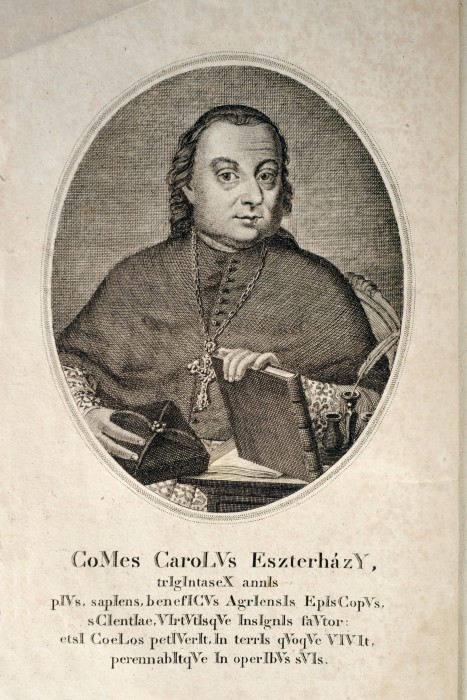 CoMes CaroLVs EszterházY,
trIgIntaseX annIs
pIVs, sapIens, benefICVs AgrIensIs EpIsCopVs,
sCIentIae, VIrtVtIsqVe InsIgnIs faVtor:
etsI CoeLos petIVerIt, In terrIs qVoqVe VIVIt,
perennabItqVe In operIbVs sVIs.